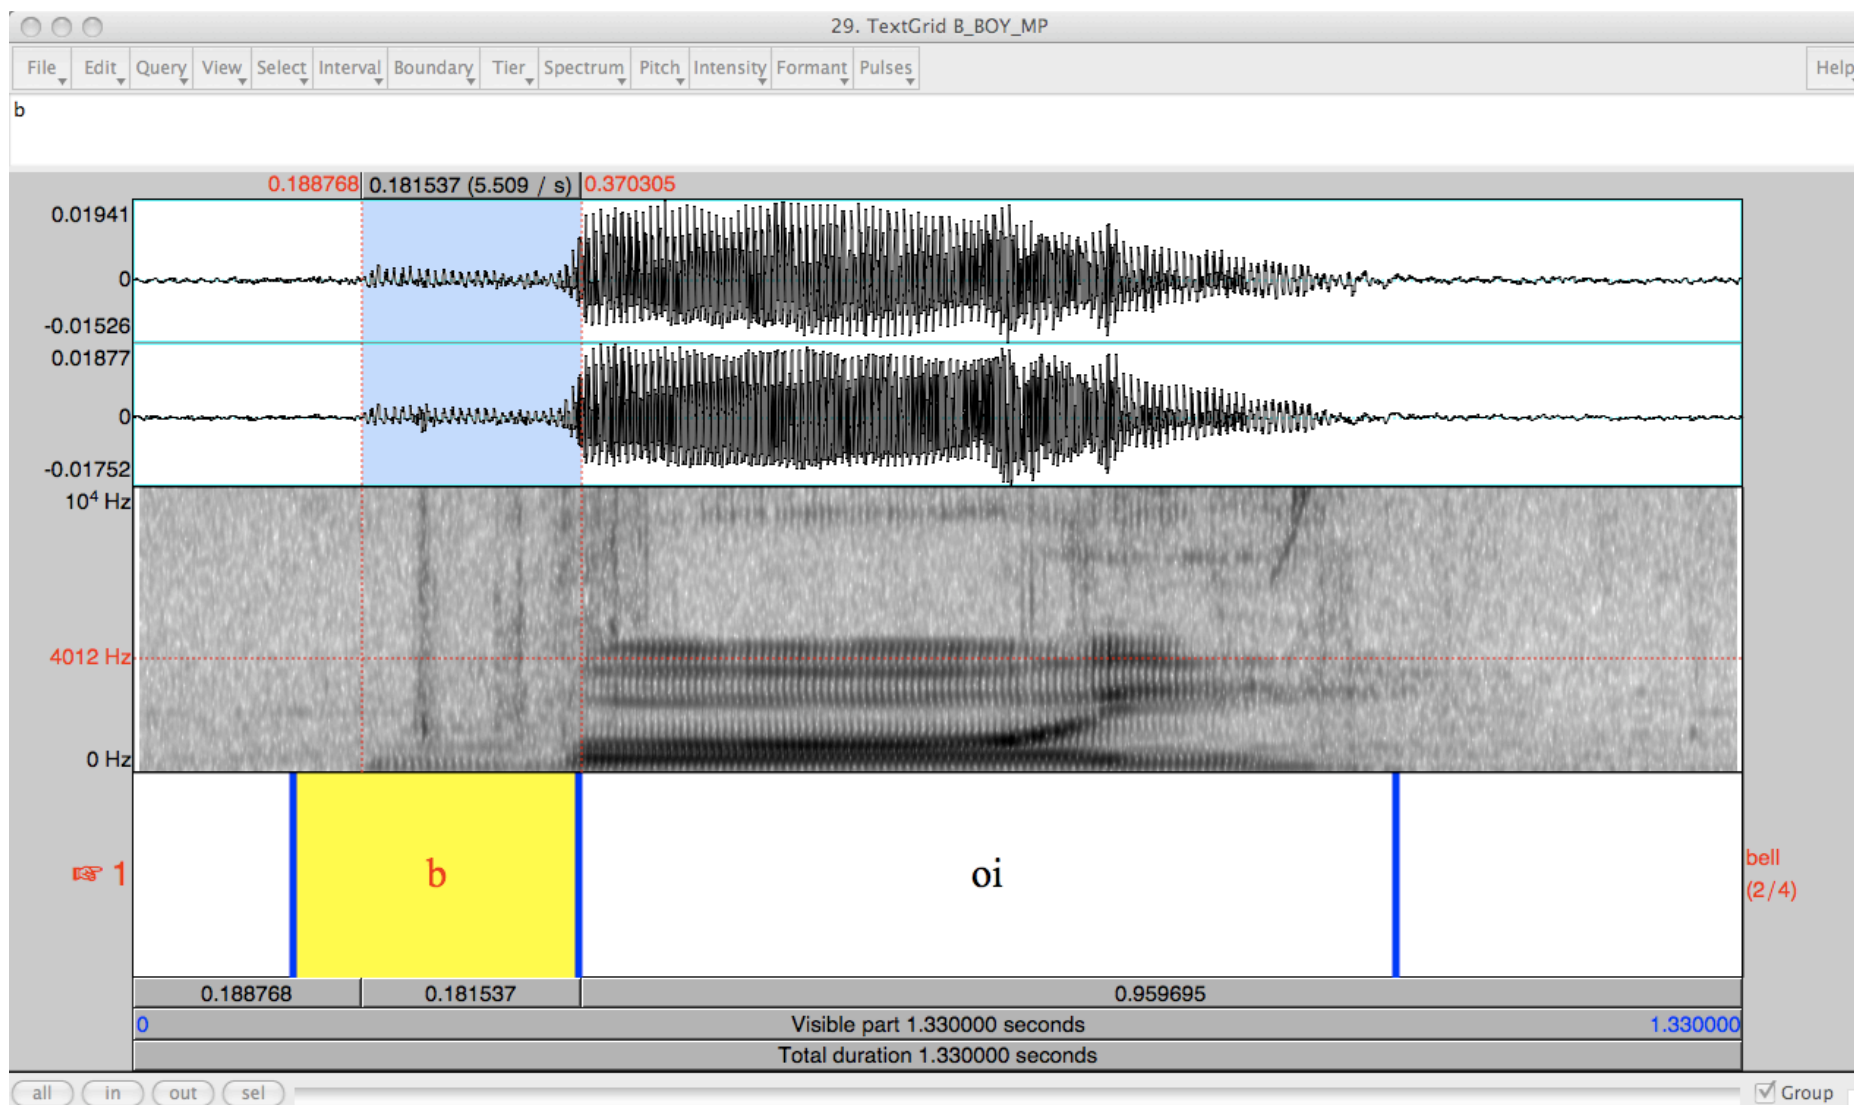 29. TextGrid B_BOY_MP
File Edit Query View Select Interval Boundary Tier Spectrum Pitch Intensity Formant Pulses Help
b
0.188768 0.181537 (5.509 / s) 0.370305
0.01941
0
-0.01526
0.01877
0
-0.01752
10⁴ Hz
4012 Hz
0 Hz
☞ 1 b oi bell
(2/4)
0.188768 0.181537 0.959695
0 Visible part 1.330000 seconds 1.330000
Total duration 1.330000 seconds
all in out sel Group